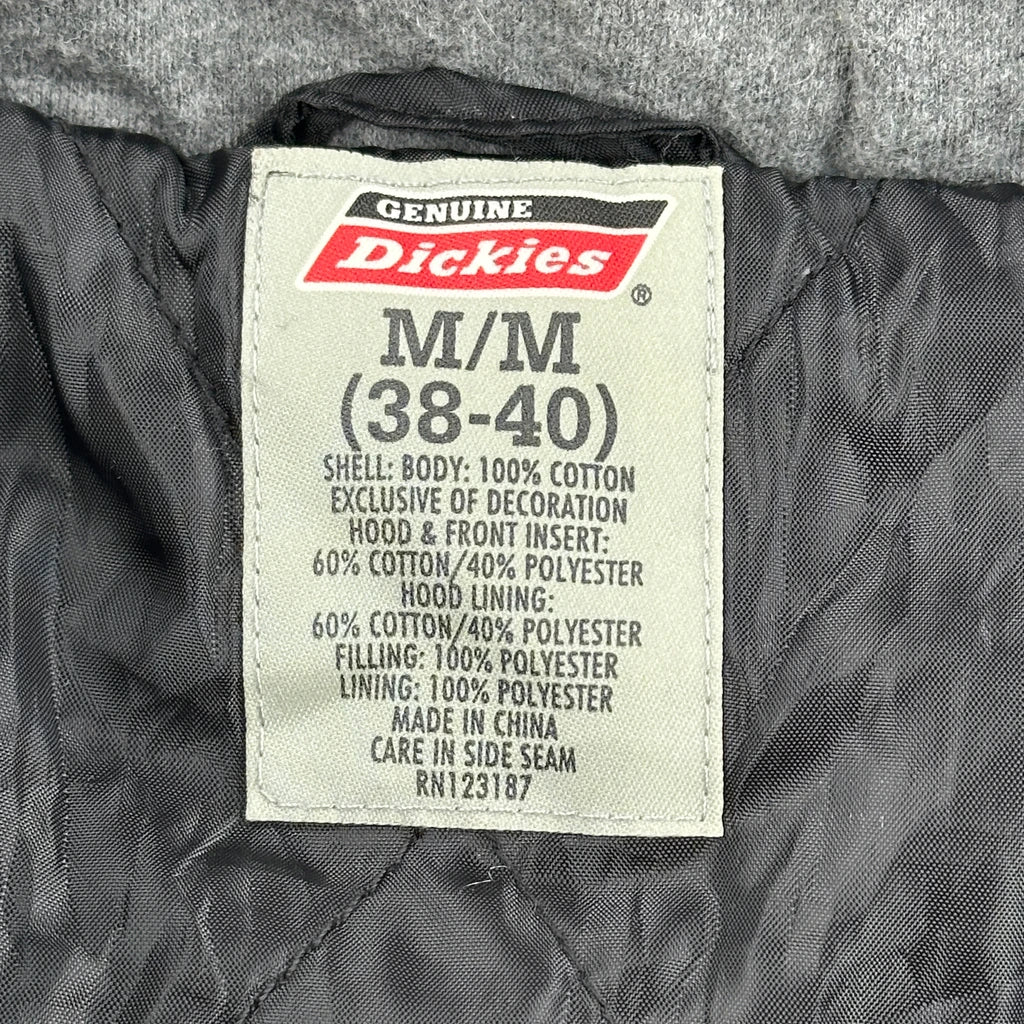 GENUINE
Dickies
®
M/M
(38-40)
SHELL: BODY: 100% COTTON
EXCLUSIVE OF DECORATION
HOOD & FRONT INSERT:
60% COTTON/40% POLYESTER
HOOD LINING:
60% COTTON/40% POLYESTER
FILLING: 100% POLYESTER
LINING: 100% POLYESTER
MADE IN CHINA
CARE IN SIDE SEAM
RN123187